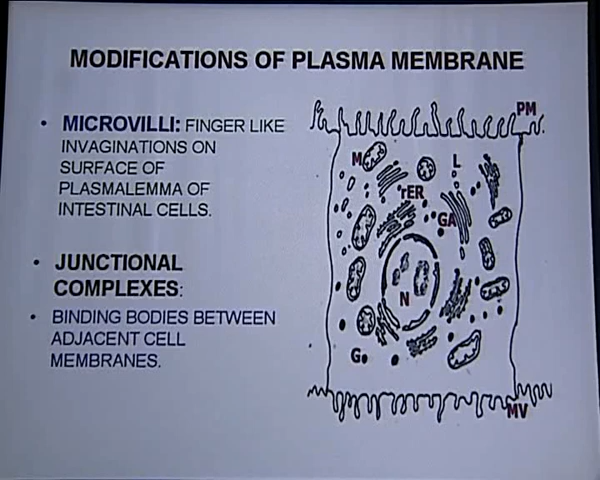 MODIFICATIONS OF PLASMA MEMBRANE
• MICROVILLI: FINGER LIKE
INVAGINATIONS ON
SURFACE OF
PLASMALEMMA OF
INTESTINAL CELLS.
• JUNCTIONAL
COMPLEXES:
• BINDING BODIES BETWEEN
ADJACENT CELL
MEMBRANES.
PM
M
L
rER
GA
N
G
MV